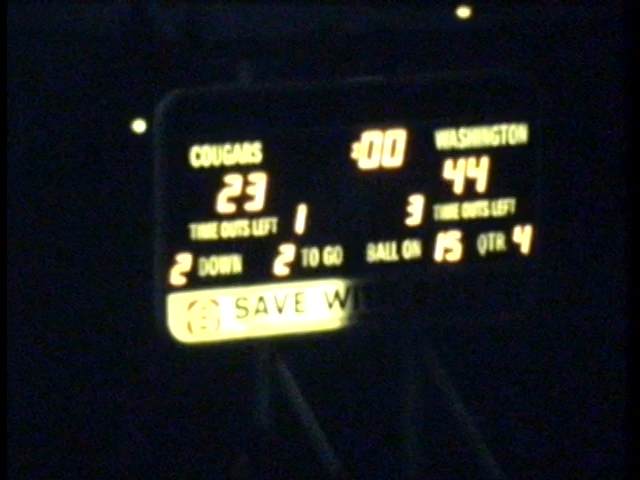 COUGARS :00 WASHINGTON
23 44
TIME OUTS LEFT 1 3 TIME OUTS LEFT
2 DOWN 2 TO GO BALL ON 15 QTR 4
SAVE WITH